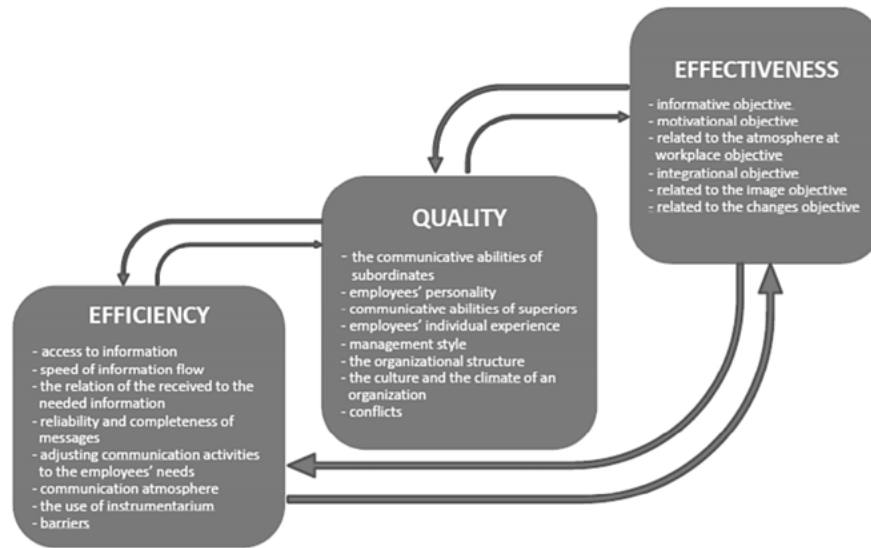 EFFECTIVENESS
- informative objective
- motivational objective
- related to the atmosphere at
workplace objective
- integrational objective
- related to the image objective
- related to the changes objective
QUALITY
- the communicative abilities of
subordinates
- employees' personality
- communicative abilities of superiors
- employees' individual experience
- management style
- the organizational structure
- the culture and the climate of an
organization
- conflicts
EFFICIENCY
- access to information
- speed of information flow
- the relation of the received to the
needed information
- reliability and completeness of
messages
- adjusting communication activities
to the employees' needs
- communication atmosphere
- the use of instrumentarium
- barriers